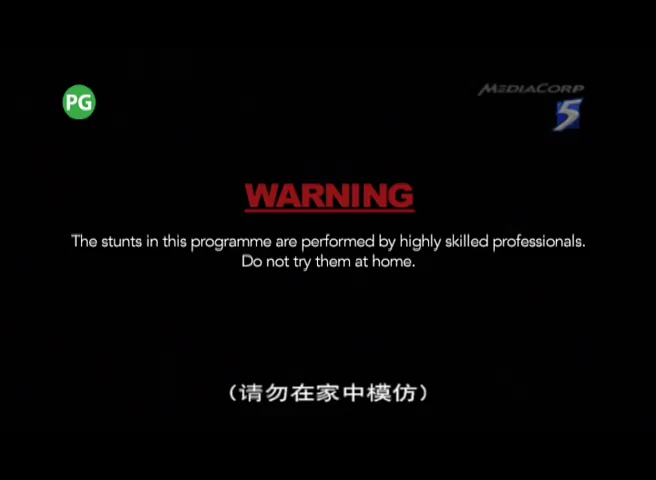 PG
MEDIACORP
5
WARNING
The stunts in this programme are performed by highly skilled professionals.
Do not try them at home.
（请勿在家中模仿）